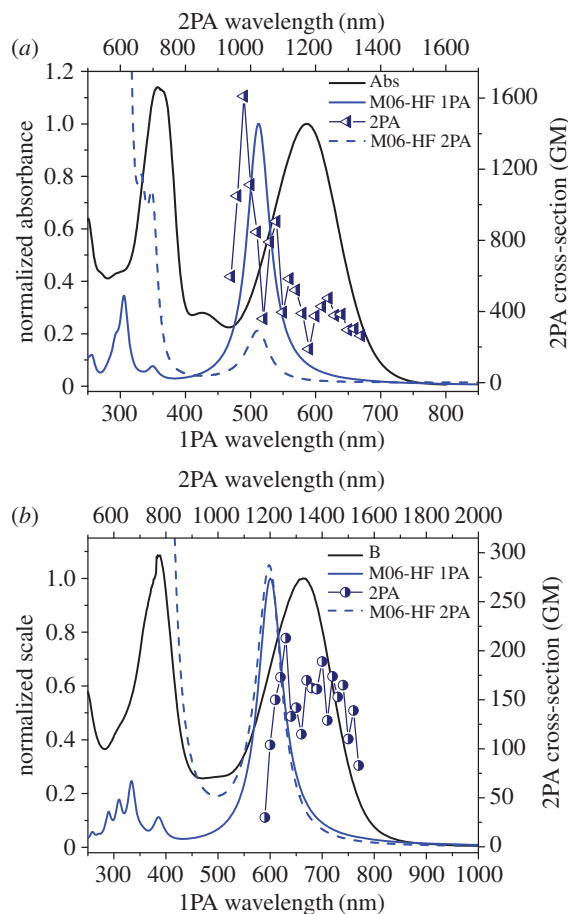 2PA wavelength (nm)
(a)
600 800 1000 1200 1400 1600
1.2
1.0
0.8
0.6
0.4
0.2
0
normalized absorbance
Abs
M06-HF 1PA
2PA
M06-HF 2PA
1600
1200
800
400
0
2PA cross-section (GM)
300 400 500 600 700 800
1PA wavelength (nm)
2PA wavelength (nm)
(b)
600 800 1000 1200 1400 1600 1800 2000
1.0
0.8
0.6
0.4
0.2
0
normalized scale
B
M06-HF 1PA
2PA
M06-HF 2PA
300
250
200
150
100
50
0
2PA cross-section (GM)
300 400 500 600 700 800 900 1000
1PA wavelength (nm)